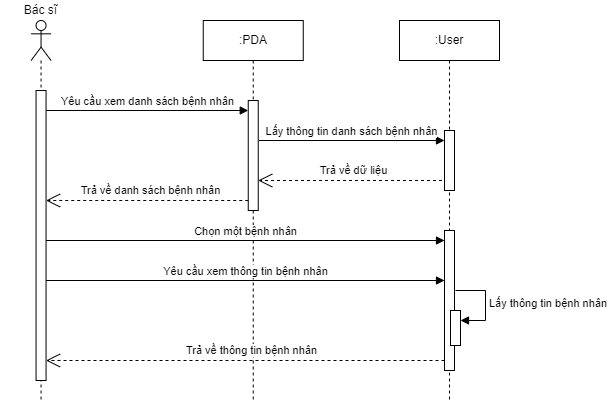 Bác sĩ
:PDA
:User
Yêu cầu xem danh sách bệnh nhân
Lấy thông tin danh sách bệnh nhân
Trả về dữ liệu
Trả về danh sách bệnh nhân
Chọn một bệnh nhân
Yêu cầu xem thông tin bệnh nhân
Lấy thông tin bệnh nhân
Trả về thông tin bệnh nhân